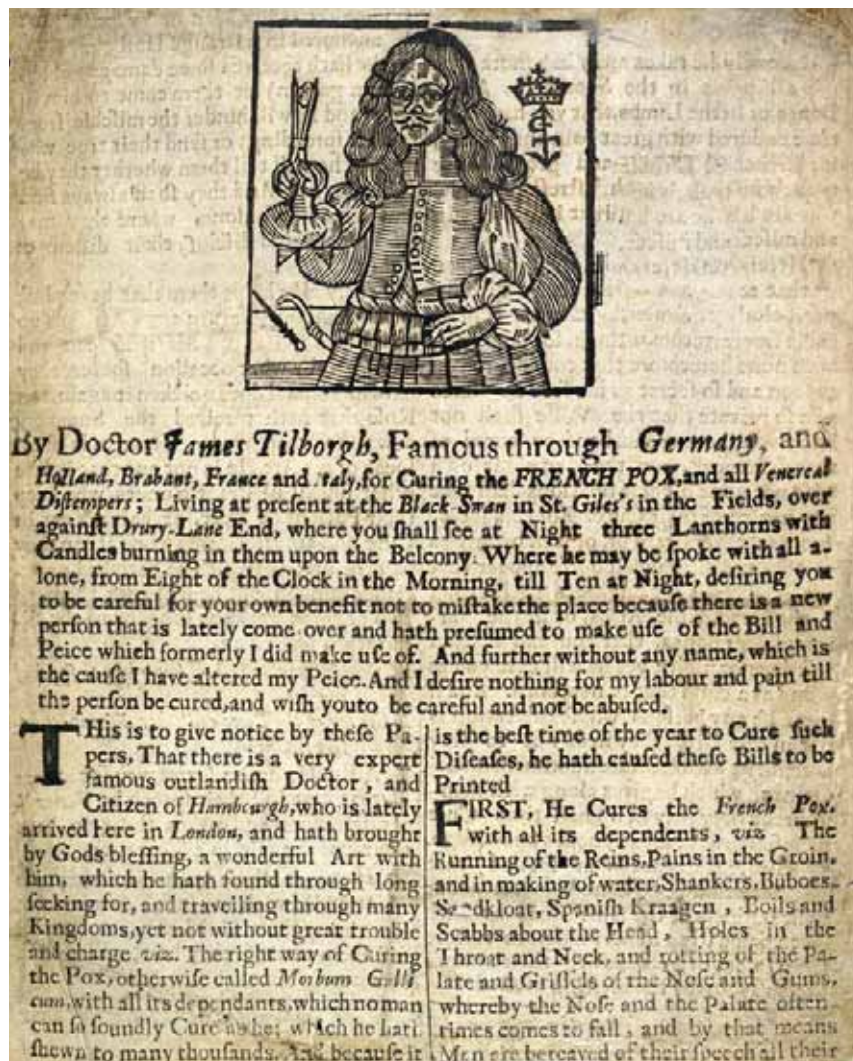 By Doctor James Tilborgh, Famous through Germany, and
Holland, Brabant, France and Italy, for Curing the FRENCH POX, and all Venereal
Diſtempers; Living at preſent at the Black Swan in St. Giles's in the Fields, over
againſt Drury-Lane End, where you ſhall ſee at Night three Lanthorns with
Candles burning in them upon the Belcony. Where he may be ſpoke with all a-
lone, from Eight of the Clock in the Morning, till Ten at Night, deſiring you
to be careful for your own benefit not to miſtake the place becauſe there is a new
perſon that is lately come over and hath preſumed to make uſe of the Bill and
Peice which formerly I did make uſe of. And further without any name, which is
the cauſe I have altered my Peice. And I deſire nothing for my labour and pain till
the perſon be cured, and wiſh youto be careful and not be abuſed.
THis is to give notice by theſe Pa-
pers, That there is a very expert
famous outlandiſh Doctor, and
Citizen of Hambourgh, who is lately
arrived here in London, and hath brought
by Gods bleſſing, a wonderful Art with
him, which he hath found through long
ſeeking for, and travelling through many
Kingdoms, yet not without great trouble
and charge viz. The right way of Curing
the Pox, otherwiſe called Morbum Galli
cum, with all its dependants, which no man
can ſo ſoundly Cure as he; which he hath
ſhewn to many thouſands. And becauſe it
is the beſt time of the year to Cure ſuch
Diſeaſes, he hath cauſed theſe Bills to be
Printed
FIRST, He Cures the French Pox,
with all its dependents, viz The
Running of the Reins, Pains in the Groin,
and in making of water, Shankers, Buboes,
Spaniſh Kraagen, Boils and
Scabbs about the Head, Holes in the
Throat and Neck, and rotting of the Pa-
late and Griſſels of the Noſe and Gums,
whereby the Noſe and the Palate often
times comes to fall, and by that means
Men are bereaved of their ſpeech all their